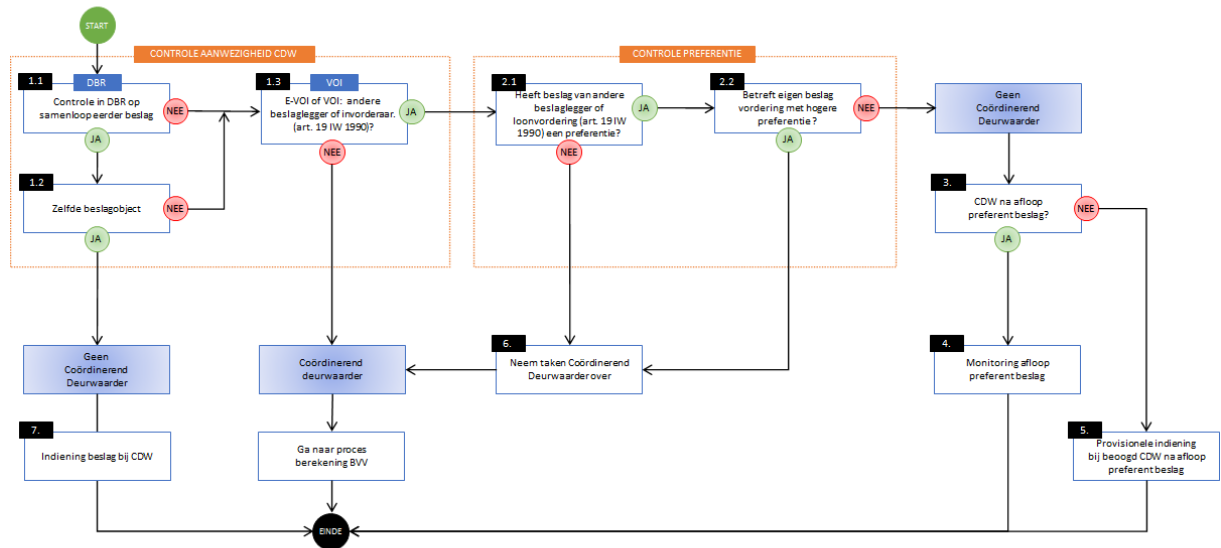 START
CONTROLE AANWEZIGHEID CDW
CONTROLE PREFERENTIE
1.1
DBR
Controle in DBR op
samenloop eerder beslag
NEE
JA
1.2
Zelfde beslagobject
NEE
JA
1.3
VOI
E-VOI of VOI: andere
beslaglegger of invorderaar.
(art. 19 IW 1990)?
JA
NEE
2.1
Heeft beslag van andere
beslaglegger of
loonvordering (art. 19 IW
1990) een preferentie?
JA
NEE
2.2
Betreft eigen beslag
vordering met hogere
preferentie ?
NEE
JA
Geen
Coördinerend
Deurwaarder
3.
CDW na afloop
preferent beslag?
NEE
JA
Geen
Coördinerend
Deurwaarder
Coördinerend
deurwaarder
6.
Neem taken Coördinerend
Deurwaarder over
4.
Monitoring afloop
preferent beslag
7.
Indiening beslag bij CDW
Ga naar proces
berekening BVV
5.
Provisionele indiening
bij beoogd CDW na afloop
preferent beslag
EINDE